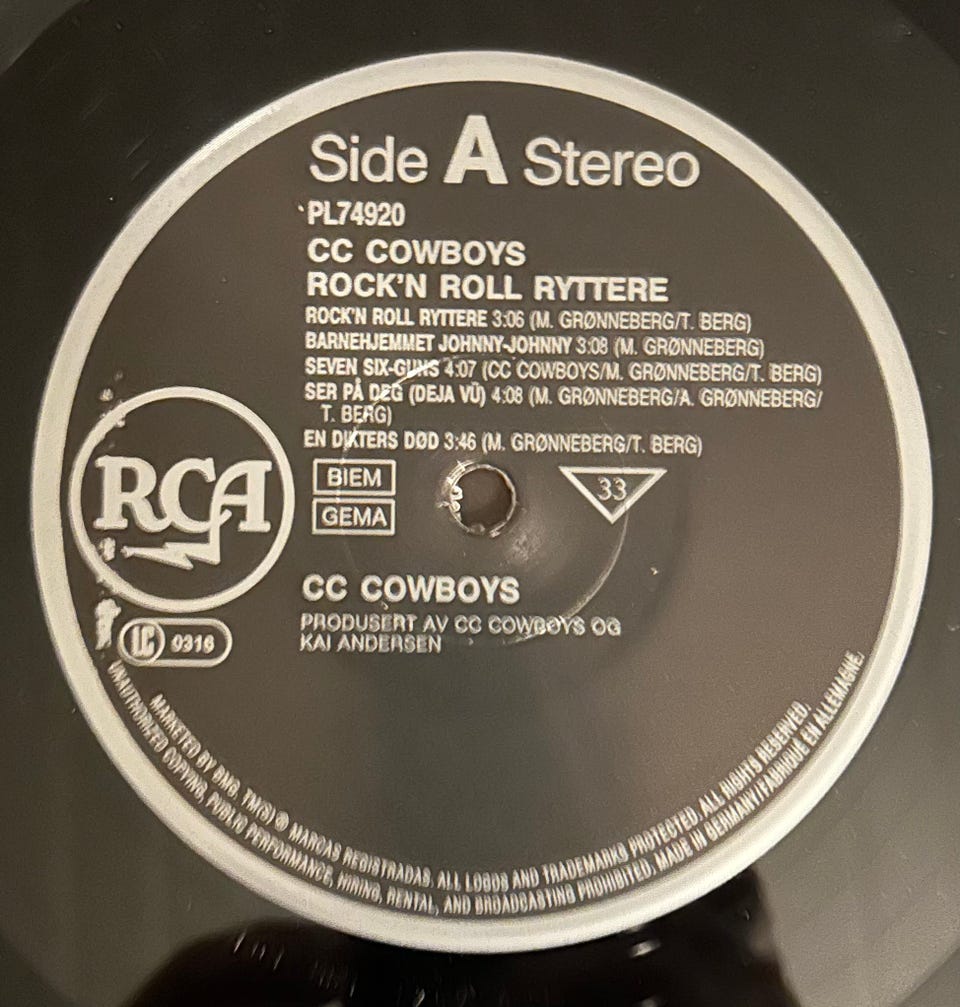 Side A Stereo
PL74920
CC COWBOYS
ROCK'N ROLL RYTTERE
ROCK'N ROLL RYTTERE 3:06 (M. GRØNNEBERG/T. BERG)
BARNEHJEMMET JOHNNY-JOHNNY 3:08 (M. GRØNNEBERG)
SEVEN SIX-GUNS 4:07 (CC COWBOYS/M. GRØNNEBERG/T. BERG)
SER PÅ DEG (DEJA VŪ) 4:08 (M. GRØNNEBERG/A. GRØNNEBERG/
T. BERG)
EN DIKTERS DØD 3:46 (M. GRØNNEBERG/T. BERG)
RCA
BIEM
GEMA
33
CC COWBOYS
PRODUSERT AV CC COWBOYS OG
KAI ANDERSEN
LC 0316
MARKETED BY BMG. TM(S) ® MARCAS REGISTRADAS. ALL LOGOS AND TRADEMARKS PROTECTED. ALL RIGHTS RESERVED.
UNAUTHORIZED COPYING, PUBLIC PERFORMANCE, HIRING, RENTAL, AND BROADCASTING PROHIBITED. MADE IN GERMANY/FABRIQUE EN ALLEMAGNE.